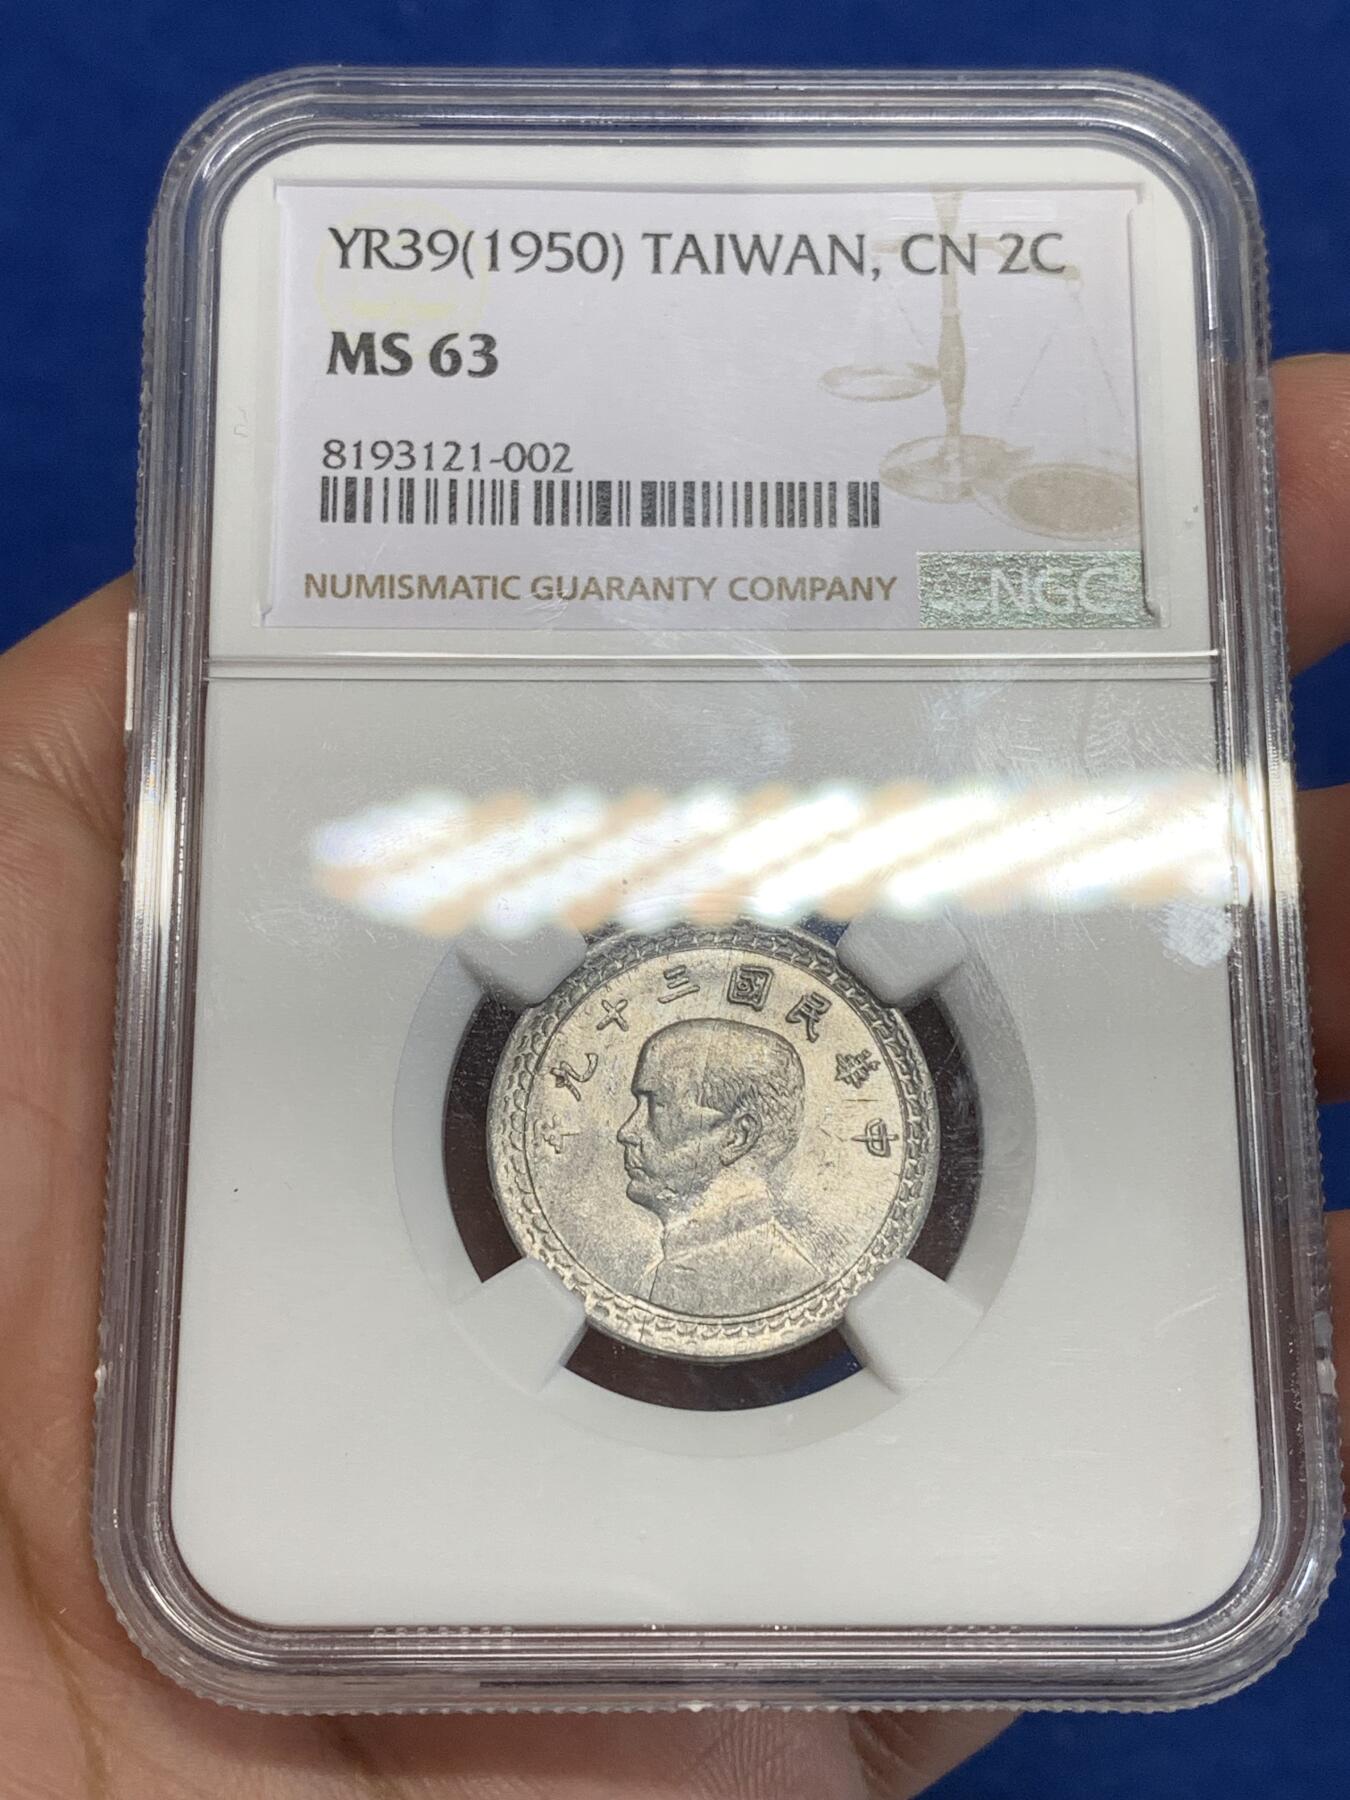 YR39(1950) TAIWAN, CN 2C
MS 63
8193121-002
NUMISMATIC GUARANTY COMPANY
NGC
年九十三國民華中